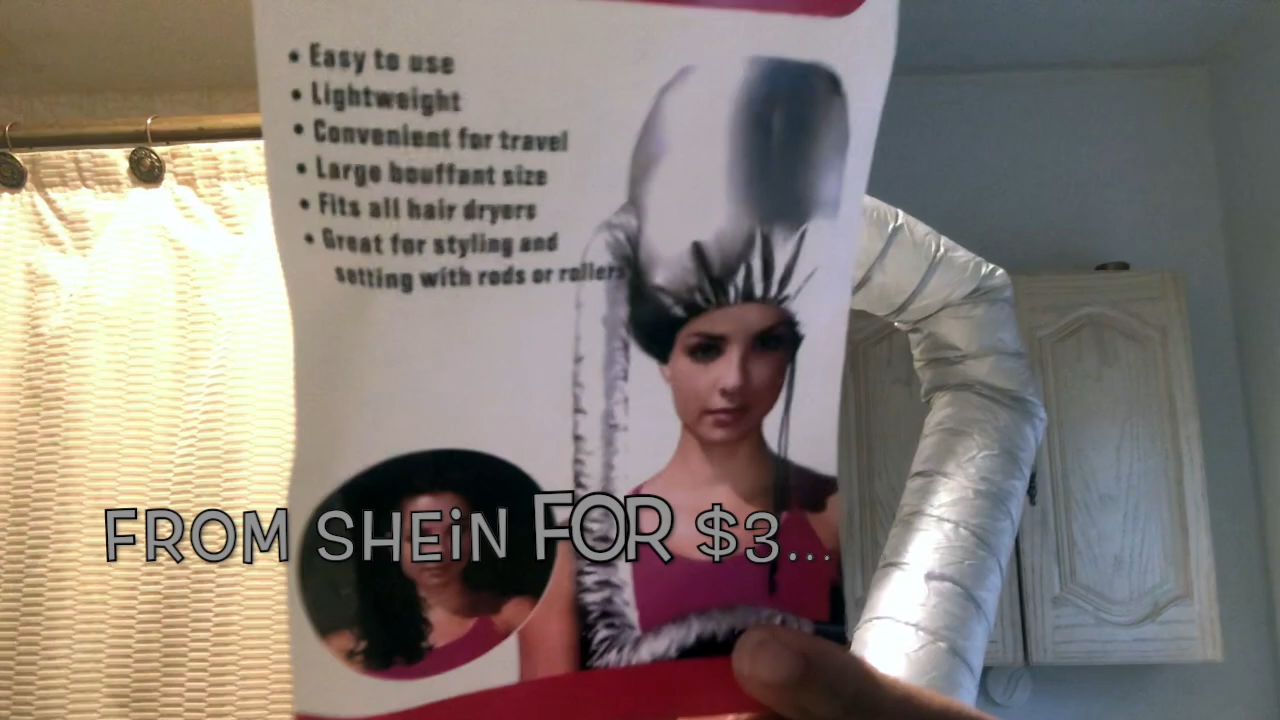 • Easy to use
• Lightweight
• Convenient for travel
• Large bouffant size
• Fits all hair dryers
• Great for styling and
setting with rods or rollers
FROM SHEiN FOR $3...